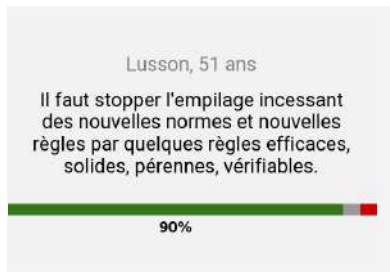 Lusson, 51 ans
Il faut stopper l'empilage incessant
des nouvelles normes et nouvelles
règles par quelques règles efficaces,
solides, pérennes, vérifiables.
90%